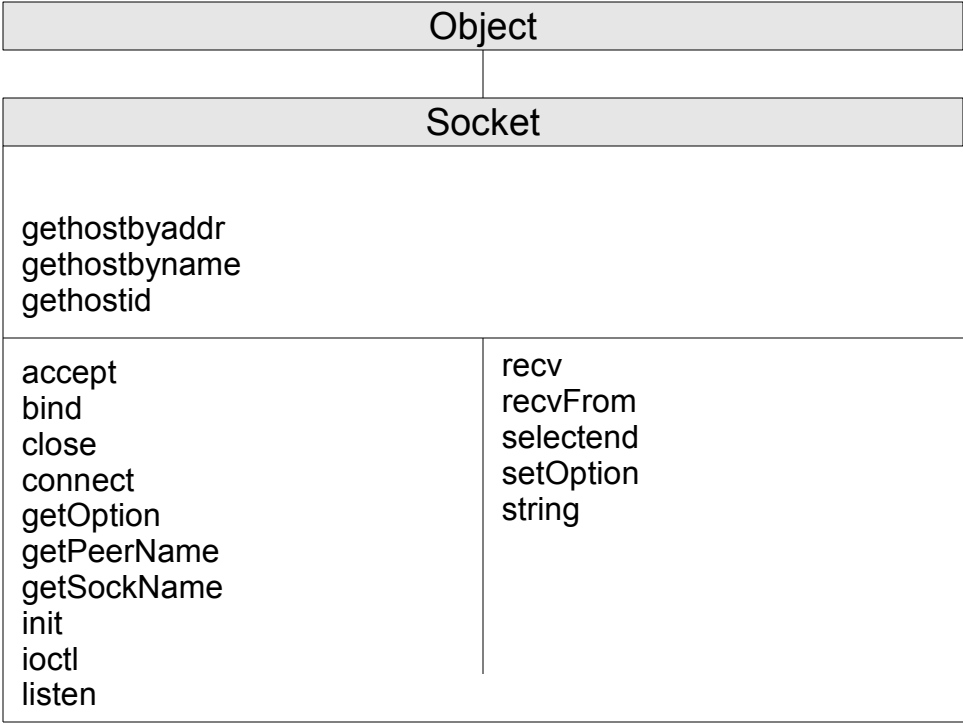 Object
Socket
gethostbyaddr
gethostbyname
gethostid
accept
bind
close
connect
getOption
getPeerName
getSockName
init
ioctl
listen
recv
recvFrom
selectend
setOption
string